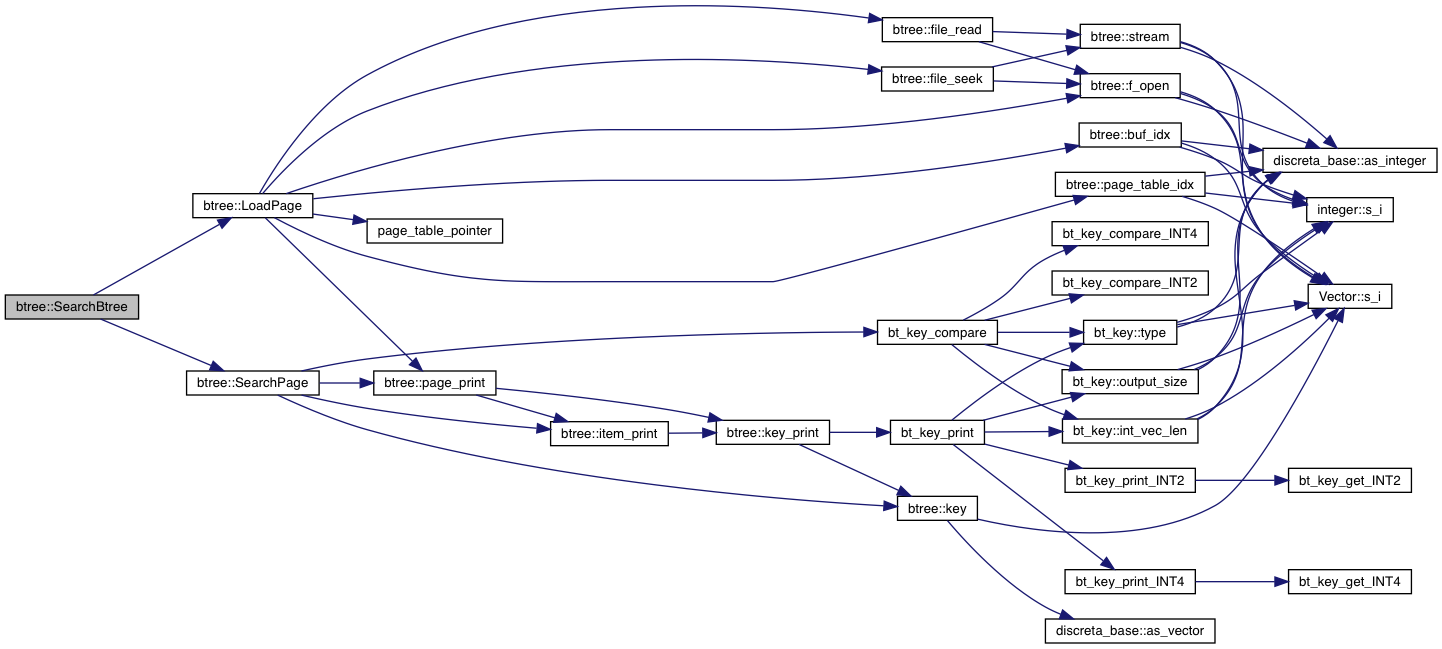 btree::SearchBtree
btree::LoadPage
btree::SearchPage
page_table_pointer
btree::page_print
btree::item_print
btree::key_print
btree::file_read
btree::file_seek
bt_key_compare
bt_key_print
btree::key
btree::stream
btree::f_open
btree::buf_idx
btree::page_table_idx
bt_key_compare_INT4
bt_key_compare_INT2
bt_key::type
bt_key::output_size
bt_key::int_vec_len
bt_key_print_INT2
bt_key_print_INT4
discreta_base::as_vector
discreta_base::as_integer
integer::s_i
Vector::s_i
bt_key_get_INT2
bt_key_get_INT4